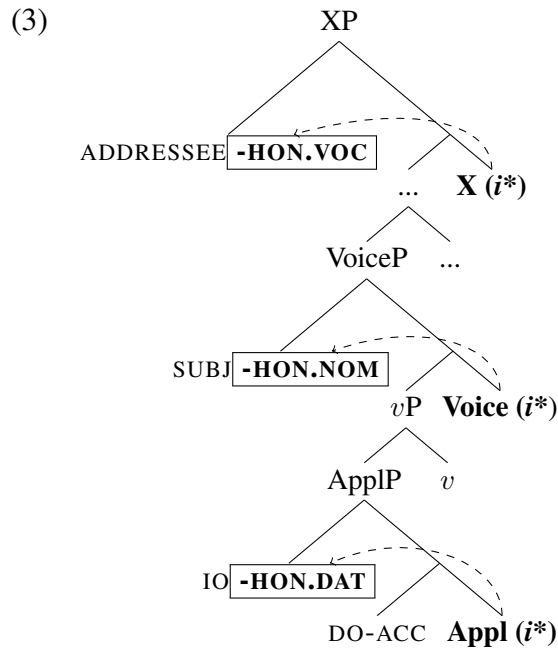 (3)
XP
ADDRESSEE -HON.VOC
... X (i*)
VoiceP ...
SUBJ -HON.NOM
vP Voice (i*)
ApplP v
IO -HON.DAT
DO-ACC Appl (i*)